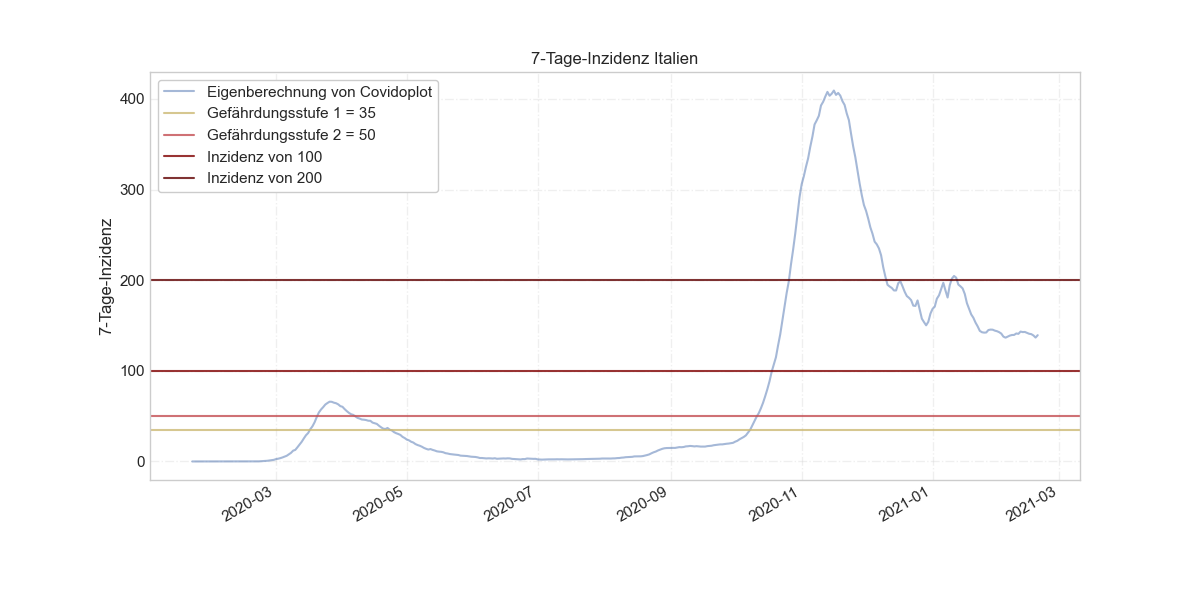 7-Tage-Inzidenz Italien
Eigenberechnung von Covidoplot
Gefährdungsstufe 1 = 35
Gefährdungsstufe 2 = 50
Inzidenz von 100
Inzidenz von 200
7-Tage-Inzidenz
400
300
200
100
0
2020-03
2020-05
2020-07
2020-09
2020-11
2021-01
2021-03